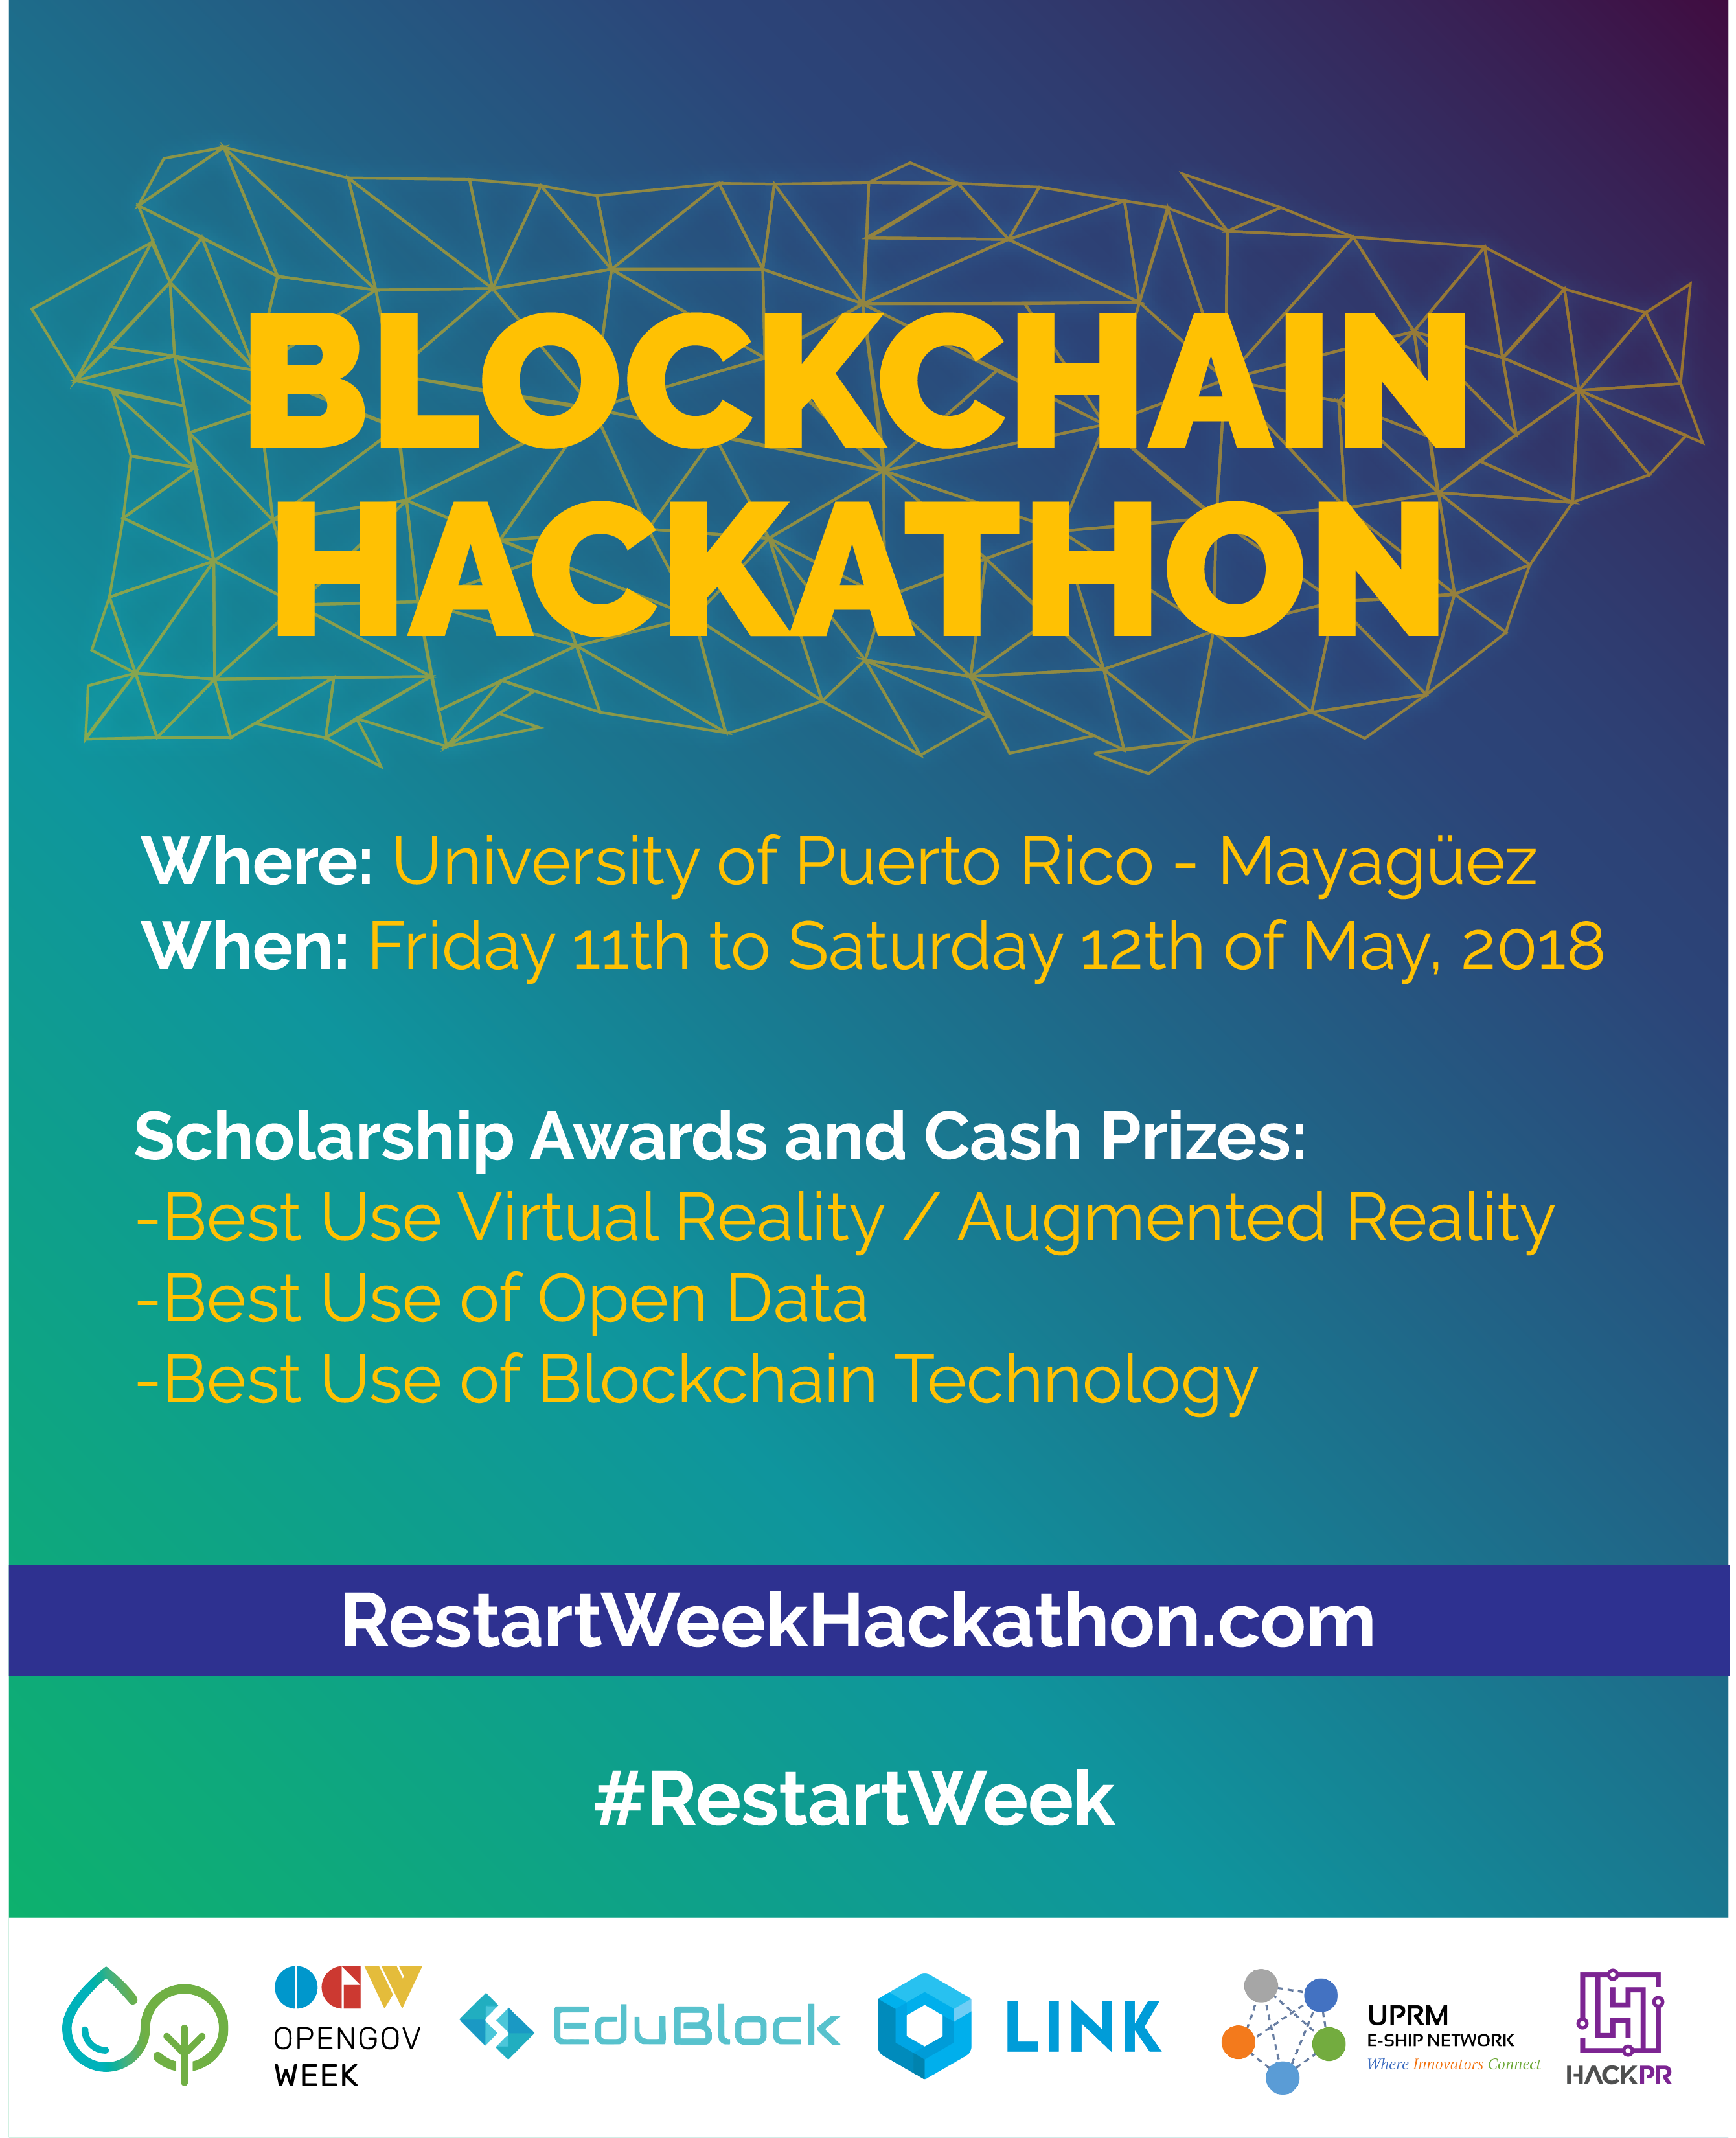 BLOCKCHAIN
HACKATHON
Where: University of Puerto Rico - Mayagüez
When: Friday 11th to Saturday 12th of May, 2018
Scholarship Awards and Cash Prizes:
-Best Use Virtual Reality / Augmented Reality
-Best Use of Open Data
-Best Use of Blockchain Technology
RestartWeekHackathon.com
#RestartWeek
OGW
OPENGOV
WEEK
EduBlock
LINK
UPRM
E-SHIP NETWORK
Where Innovators Connect
H
HACKPR